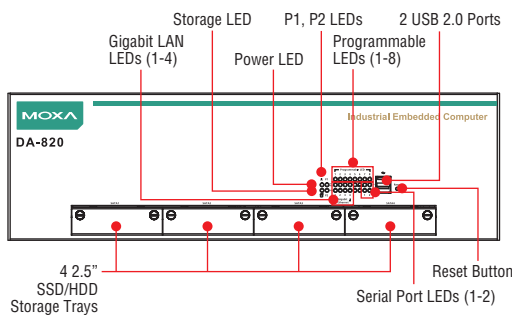 Storage LED
P1, P2 LEDs
2 USB 2.0 Ports
Gigabit LAN
LEDs (1-4)
Power LED
Programmable
LEDs (1-8)
MOXA
Industrial Embedded Computer
DA-820
4 2.5"
SSD/HDD
Storage Trays
Reset Button
Serial Port LEDs (1-2)